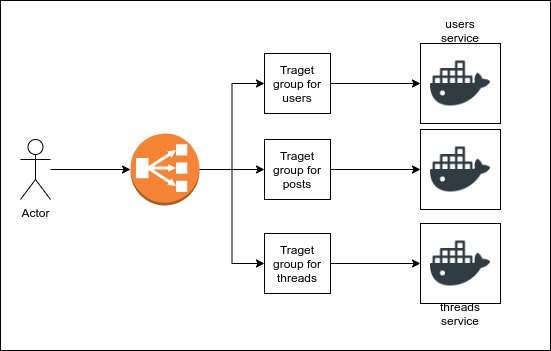 users
service
Traget
group for
users
Traget
group for
posts
Actor
Traget
group for
threads
threads
service